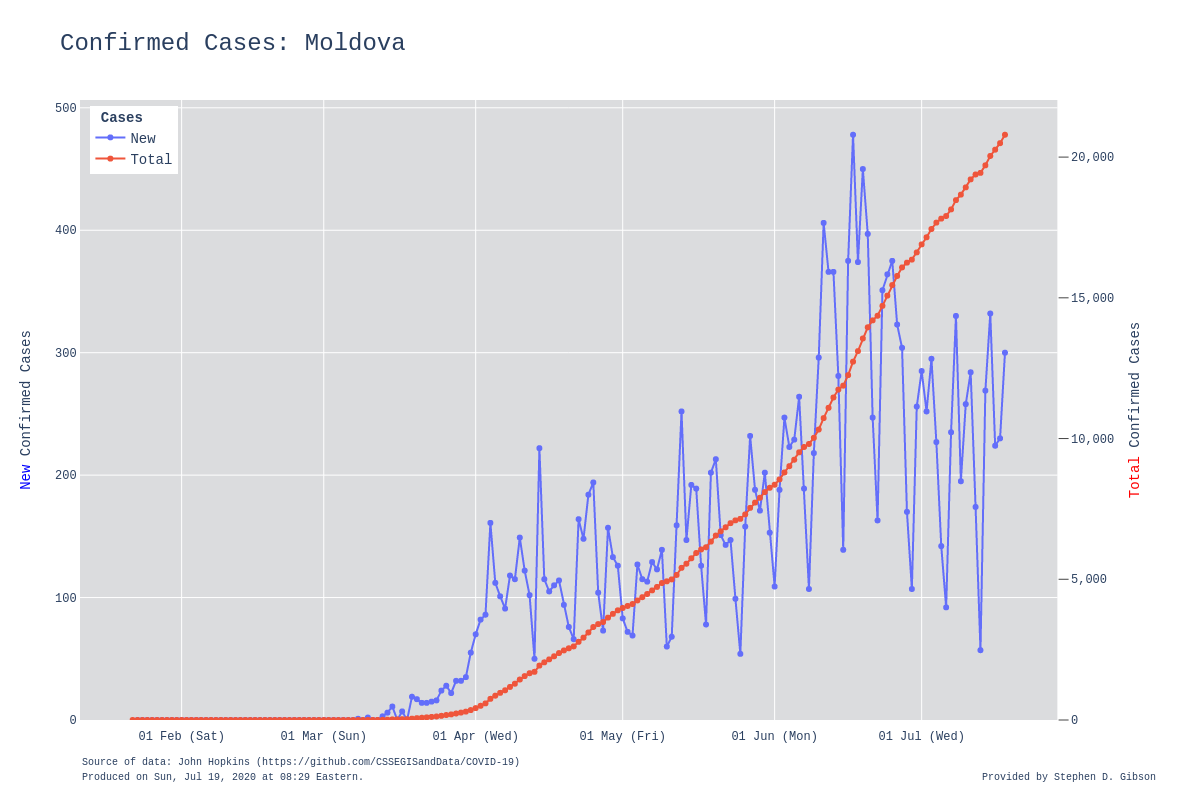 Confirmed Cases: Moldova
Cases
New
Total
500
400
300
200
100
0
20,000
15,000
10,000
5,000
0
New Confirmed Cases
Total Confirmed Cases
01 Feb (Sat)
01 Mar (Sun)
01 Apr (Wed)
01 May (Fri)
01 Jun (Mon)
01 Jul (Wed)
Source of data: John Hopkins (https://github.com/CSSEGISandData/COVID-19)
Produced on Sun, Jul 19, 2020 at 08:29 Eastern.
Provided by Stephen D. Gibson